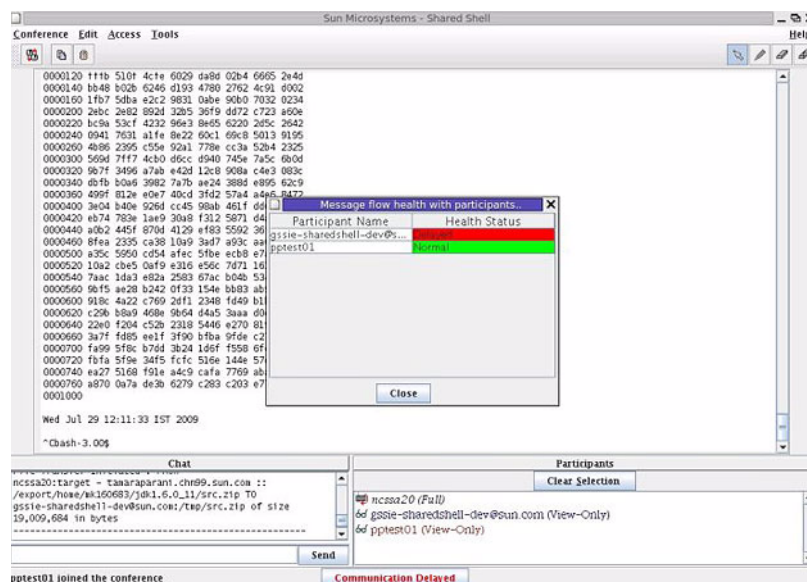 Sun Microsystems - Shared Shell
Conference Edit Access Tools
Help
0000120 fffb 510f 4cfe 6029 da8d 02b4 6665 2e4d
0000140 bb48 b02b 6246 d193 4780 2762 4c91 d002
0000160 1fb7 5dba e2c2 9831 0abe 90b0 7032 0234
0000200 2ebc 2e82 892d 32b5 36f9 dd72 c723 a60e
0000220 bc9a 53cf 4232 96e3 8e65 6220 2d5c 2642
0000240 0941 7631 a1fe 8e22 60c1 69c8 5013 9195
0000260 4b86 2395 c55e 92a1 778e cc3a 52b4 2325
0000300 569d 7ff7 4cb0 d6cc d940 745e 7a5c 6b0d
0000320 9b7f 3496 a7ab e42d 12c8 908a c4e3 083c
0000340 dbfb b0a6 3982 7a7b ae24 388d e895 62c9
0000360 499f 812e e0e7 40cd 3fd2 57a4 a4e6 8472
0000400 3e04 b40e 926d cc45 98ab 461f
0000420 eb74 783e 1ae9 30a8 f312 5871
0000440 a0b2 445f 870d 4129 ef83 5592
0000460 8fea 2335 ca38 10a9 3ad7 a93c
0000500 a35c 5950 cd54 afec 5fbe ecb8
0000520 10a2 cbe5 0af9 e316 e56c 7d71
0000540 7aac 1da3 e82a 2583 67ac b04b
0000560 9bf5 ae28 b242 0f33 154e bb83
0000600 918c 4a22 c769 2df1 2348 fd49
0000620 c29b b8a9 468e 9b64 d4a5 3aaa
0000640 22e0 f204 c52b 2318 5446 e270
0000660 3a7f fd85 ee1f 3f90 bfba 9fde
0000700 fa99 5f8c b7dd 3b24 1d6f f558
0000720 fbfa 5f9e 34f5 fcfc 516e 144e
0000740 ea27 5168 f91e a4c9 cafa 7769
0000760 a870 0a7a de3b 6279 c283 c203
0001000
Wed Jul 29 12:11:33 IST 2009
^Cbash-3.00$
Message flow health with participants..
Participant Name Health Status
gssie-sharedshell-dev@s... Delayed
pptest01 Normal
Close
Chat
ncssa20:target - tamaraparani.chn99.sun.com ::
/export/home/mk160683/jdk1.6.0_11/src.zip TO
gssie-sharedshell-dev@sun.com:/tmp/src.zip of size
19,009,684 in bytes
Send
Participants
Clear Selection
ncssa20 (Full)
gssie-sharedshell-dev@sun.com (View-Only)
pptest01 (View-Only)
pptest01 joined the conference
Communication Delayed